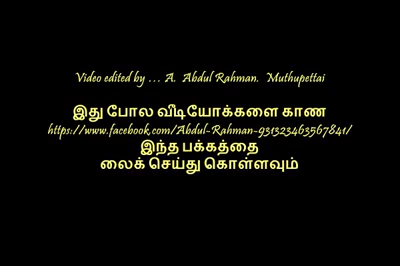 Video edited by ... A. Abdul Rahman. Muthupettai
இது போல வீடியோக்களை காண
https://www.facebook.com/Abdul-Rahman-931323463567841/
இந்த பக்கத்தை
லைக் செய்து கொள்ளவும்